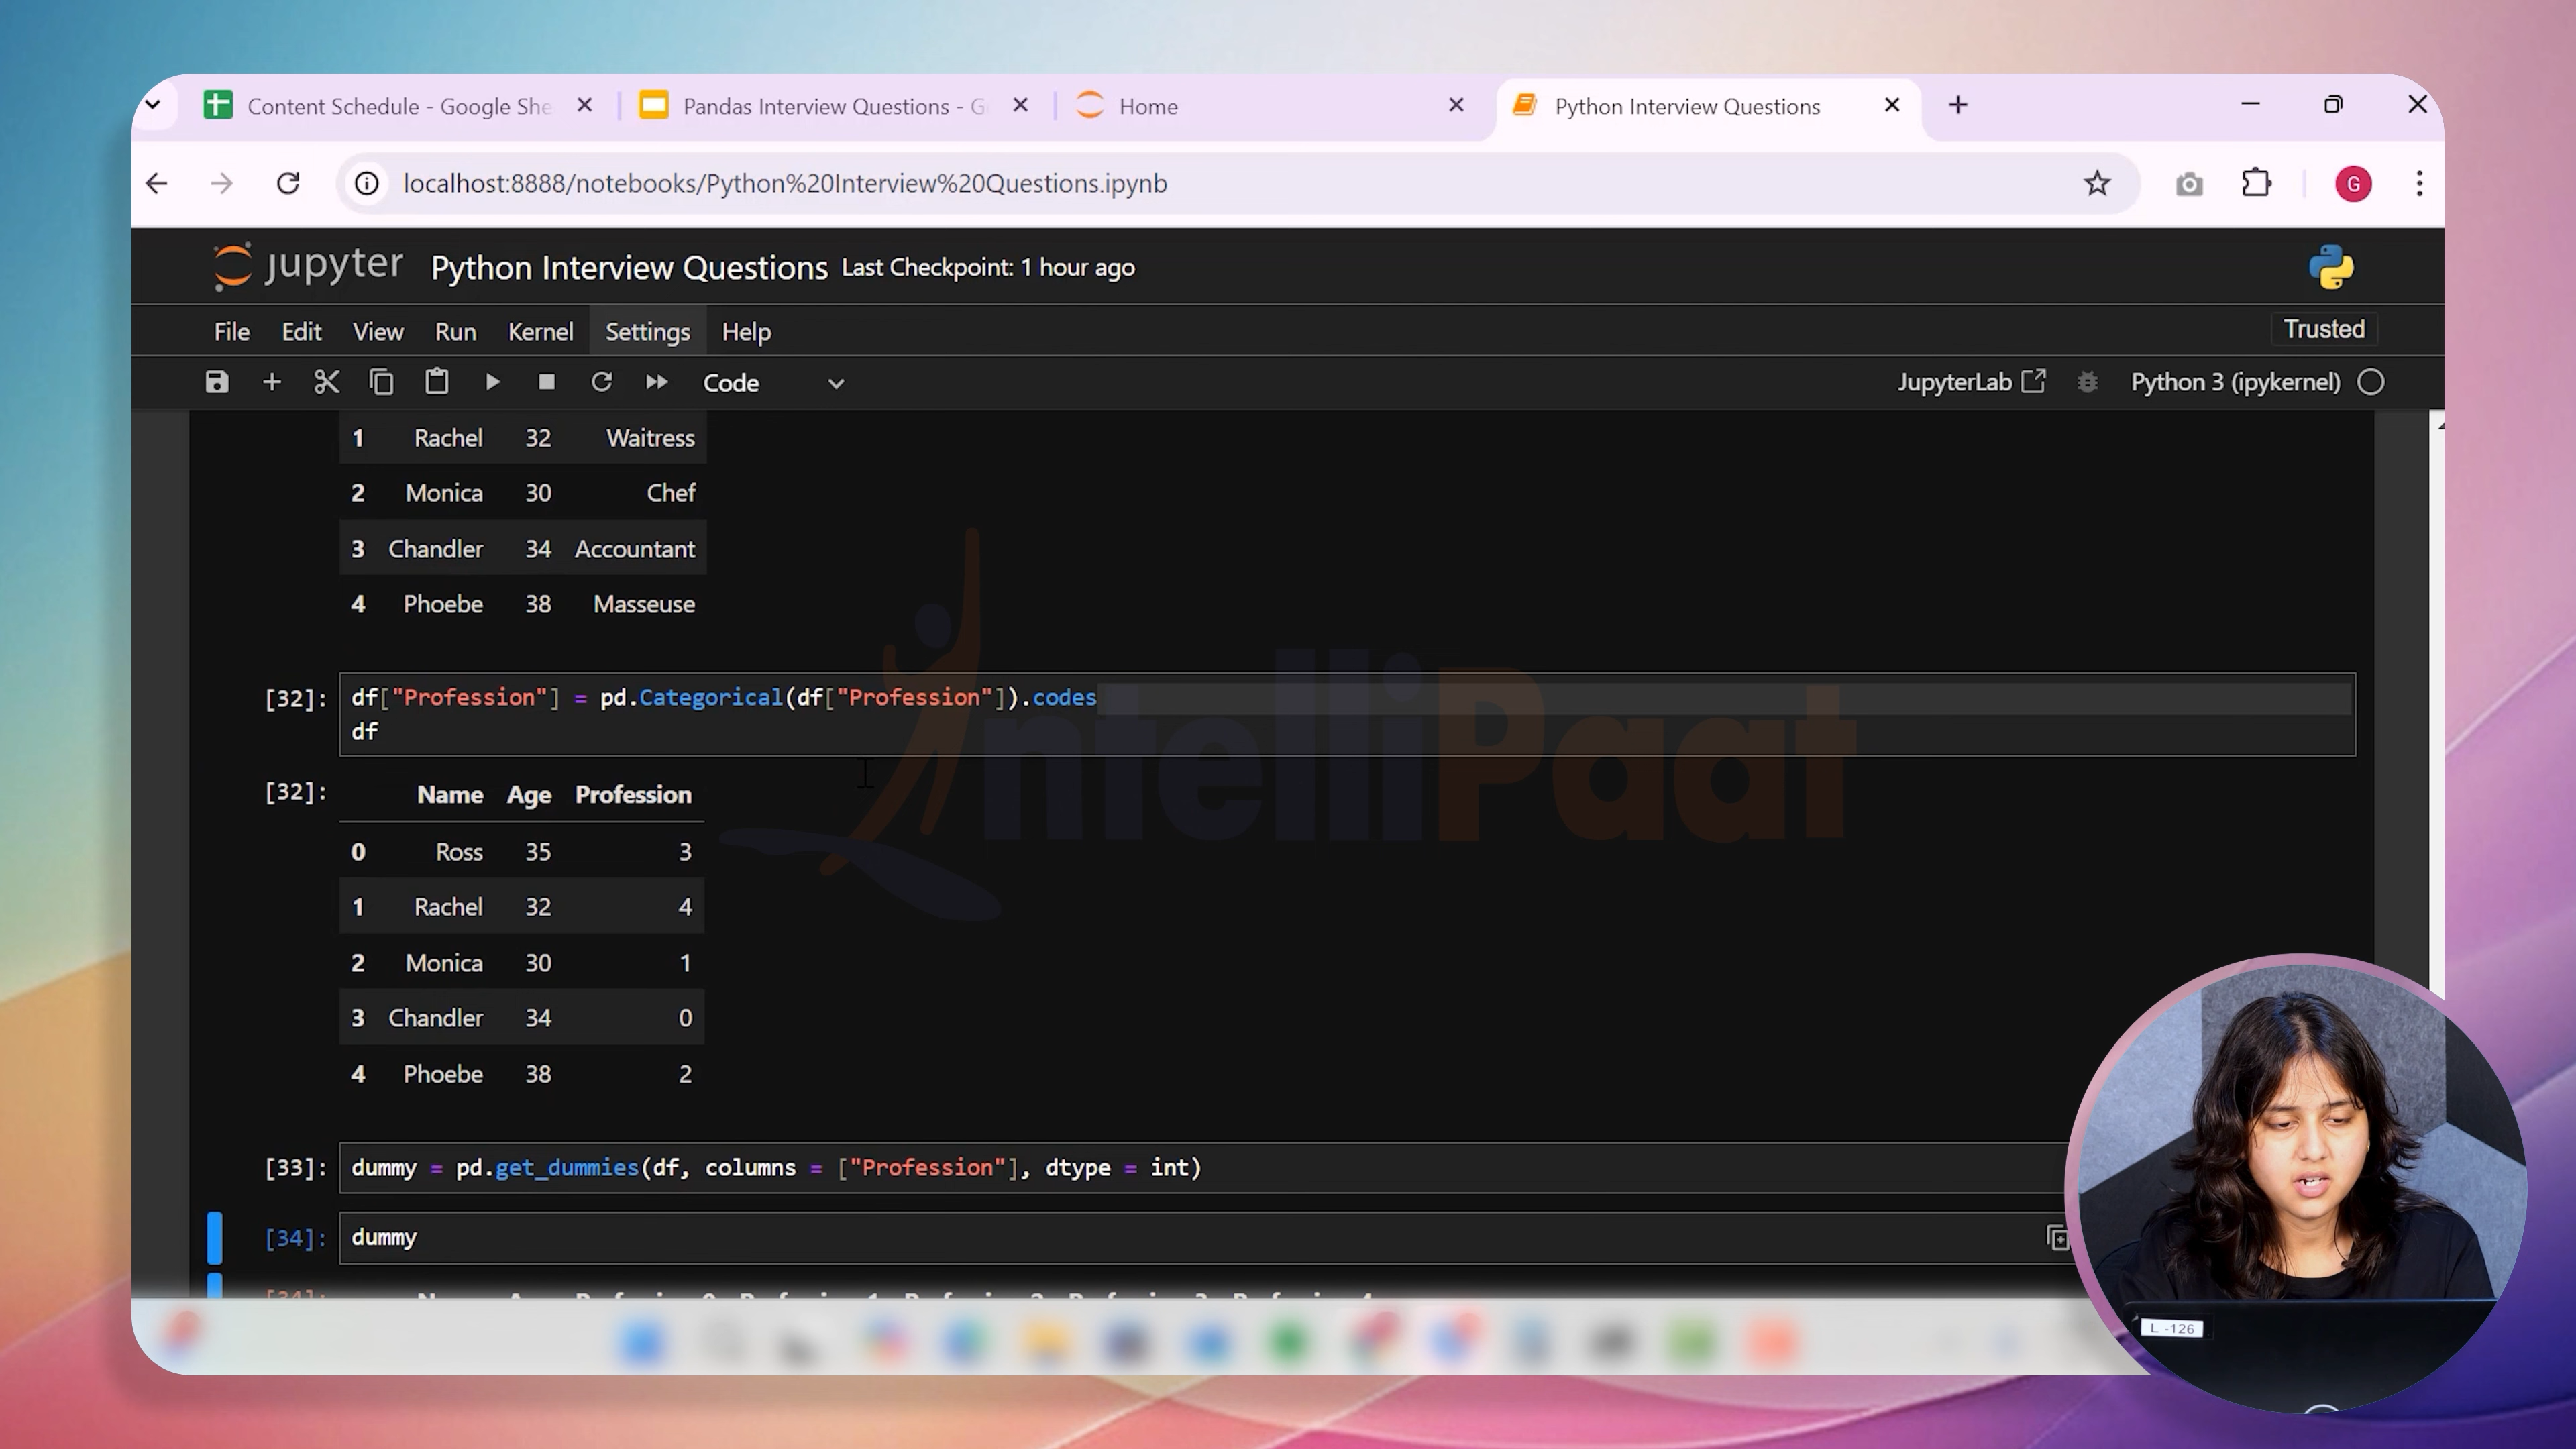 Content Schedule - Google She
Pandas Interview Questions - G
Home
Python Interview Questions
localhost:8888/notebooks/Python%20Interview%20Questions.ipynb
G
jupyter Python Interview Questions Last Checkpoint: 1 hour ago
File Edit View Run Kernel Settings Help
Trusted
Code
JupyterLab
Python 3 (ipykernel)
1 Rachel 32 Waitress
2 Monica 30 Chef
3 Chandler 34 Accountant
4 Phoebe 38 Masseuse
[32]: df["Profession"] = pd.Categorical(df["Profession"]).codes
df
IntelliPaat
[32]: Name Age Profession
0 Ross 35 3
1 Rachel 32 4
2 Monica 30 1
3 Chandler 34 0
4 Phoebe 38 2
[33]: dummy = pd.get_dummies(df, columns = ["Profession"], dtype = int)
[34]: dummy
L -126